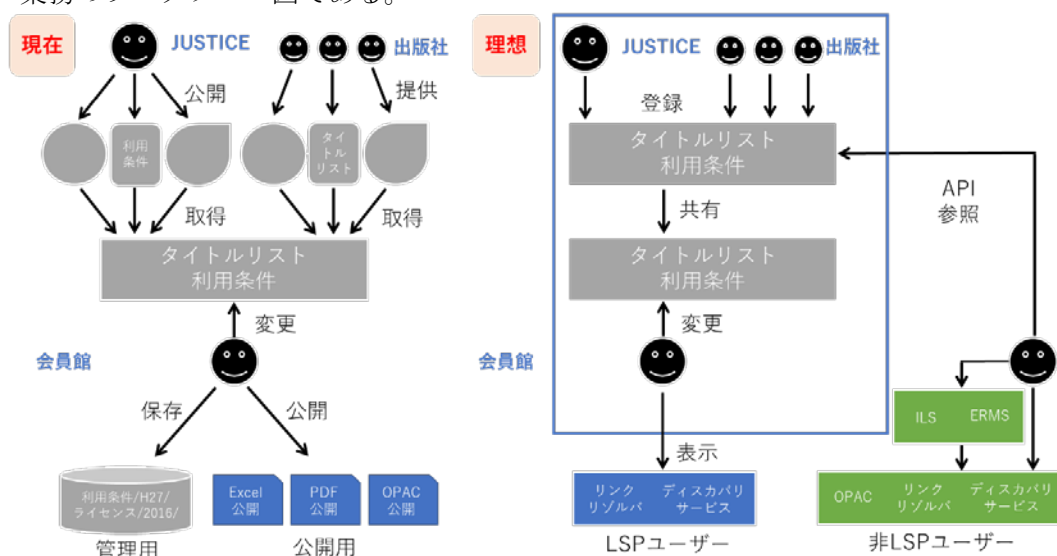 現在
JUSTICE
出版社
公開
提供
利用
条件
タイ
トル
リスト
取得
取得
タイトルリスト
利用条件
変更
会員館
保存
公開
利用条件/H27/
ライセンス/2016/
管理用
Excel
公開
PDF
公開
OPAC
公開
公開用
理想
JUSTICE
出版社
登録
タイトルリスト
利用条件
共有
タイトルリスト
利用条件
変更
会員館
表示
リンク
リゾルバ
ディスカバリ
サービス
LSPユーザー
API
参照
ILS
ERMS
OPAC
リンク
リゾルバ
ディスカバリ
サービス
非LSPユーザー